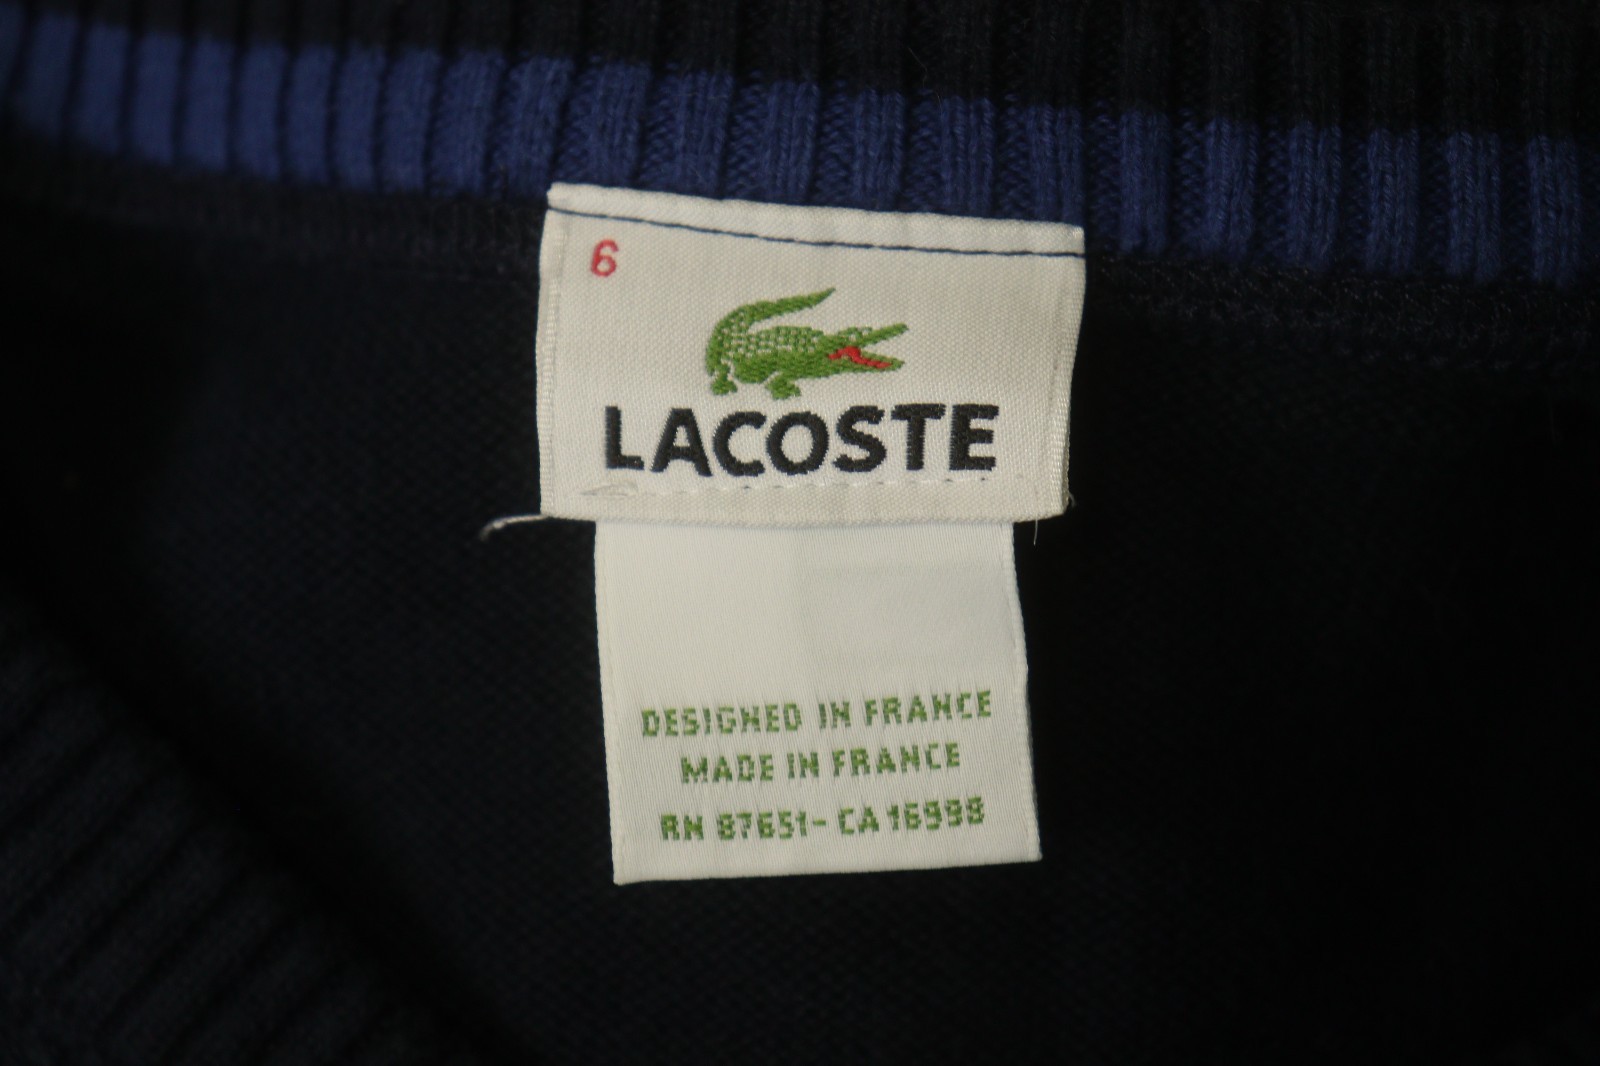 6
LACOSTE
DESIGNED IN FRANCE
MADE IN FRANCE
RN 87651- CA 16998